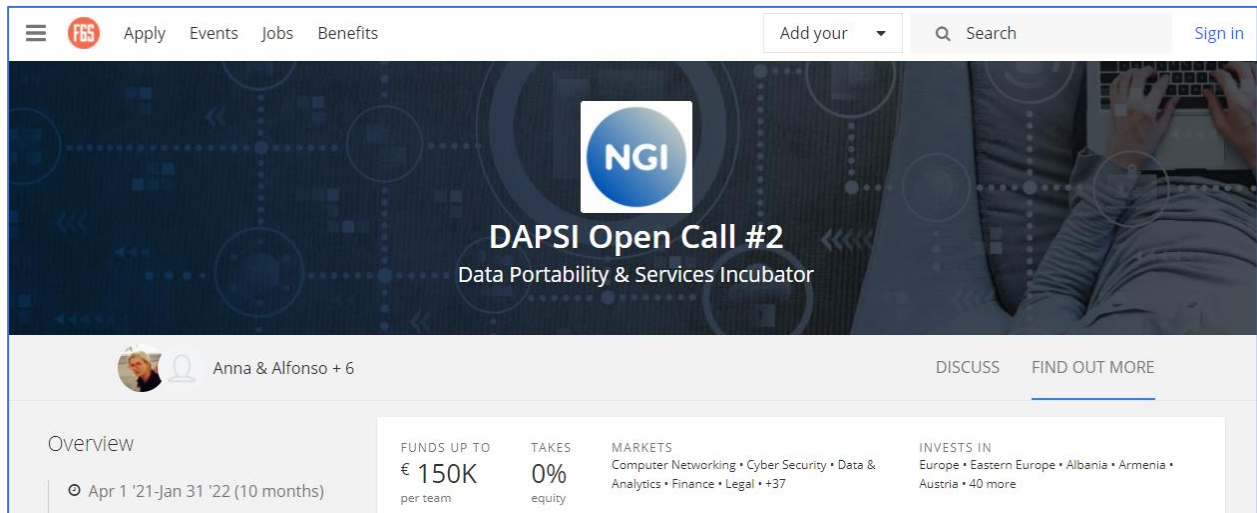 F6S Apply Events Jobs Benefits Add your Search Sign in
NGI
DAPSI Open Call #2
Data Portability & Services Incubator
Anna & Alfonso + 6 DISCUSS FIND OUT MORE
Overview
Apr 1 '21-Jan 31 '22 (10 months)
FUNDS UP TO
€ 150K
per team
TAKES
0%
equity
MARKETS
Computer Networking • Cyber Security • Data &
Analytics • Finance • Legal • +37
INVESTS IN
Europe • Eastern Europe • Albania • Armenia •
Austria • 40 more